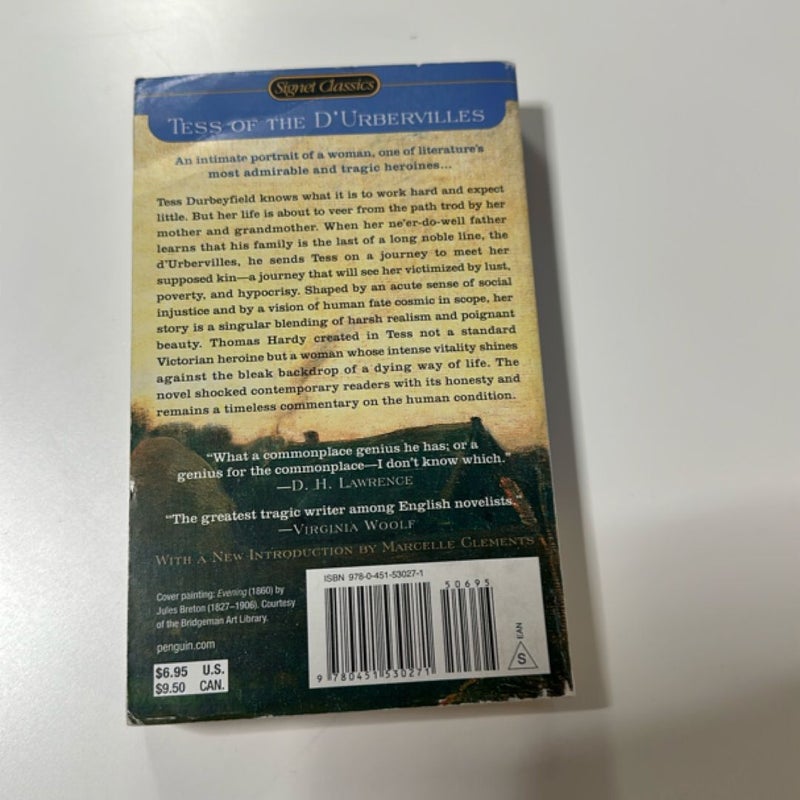 Signet Classics
TESS OF THE D'URBERVILLES
An intimate portrait of a woman, one of literature's
most admirable and tragic heroines...
Tess Durbeyfield knows what it is to work hard and expect
little. But her life is about to veer from the path trod by her
mother and grandmother. When her ne'er-do-well father
learns that his family is the last of a long noble line, the
d'Urbervilles, he sends Tess on a journey to meet her
supposed kin—a journey that will see her victimized by lust,
poverty, and hypocrisy. Shaped by an acute sense of social
injustice and by a vision of human fate cosmic in scope, her
story is a singular blending of harsh realism and poignant
beauty. Thomas Hardy created in Tess not a standard
Victorian heroine but a woman whose intense vitality shines
against the bleak backdrop of a dying way of life. The
novel shocked contemporary readers with its honesty and
remains a timeless commentary on the human condition.
"What a commonplace genius he has; or a
genius for the commonplace—I don't know which."
—D. H. LAWRENCE
"The greatest tragic writer among English novelists."
—VIRGINIA WOOLF
WITH A NEW INTRODUCTION BY MARCELLE CLEMENTS
Cover painting: Evening (1860) by
Jules Breton (1827–1906). Courtesy
of the Bridgeman Art Library.
penguin.com
$6.95 U.S.
$9.50 CAN.
ISBN 978-0-451-53027-1
50695
9 780451 530271
EAN
S